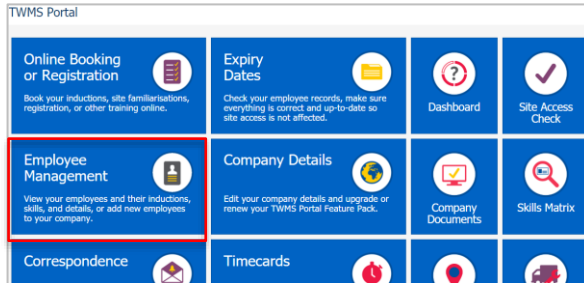 TWMS Portal
Online Booking
or Registration
Book your inductions, site familiarisations,
registration, or other training online.
Expiry
Dates
Check your employee records, make sure
everything is correct and up-to-date so
site access is not affected.
?
Dashboard
Site Access
Check
Employee
Management
View your employees and their inductions,
skills, and details, or add new employees
to your company.
Company Details
Edit your company details and upgrade or
renew your TWMS Portal Feature Pack.
Company
Documents
Skills Matrix
Correspondence
Timecards